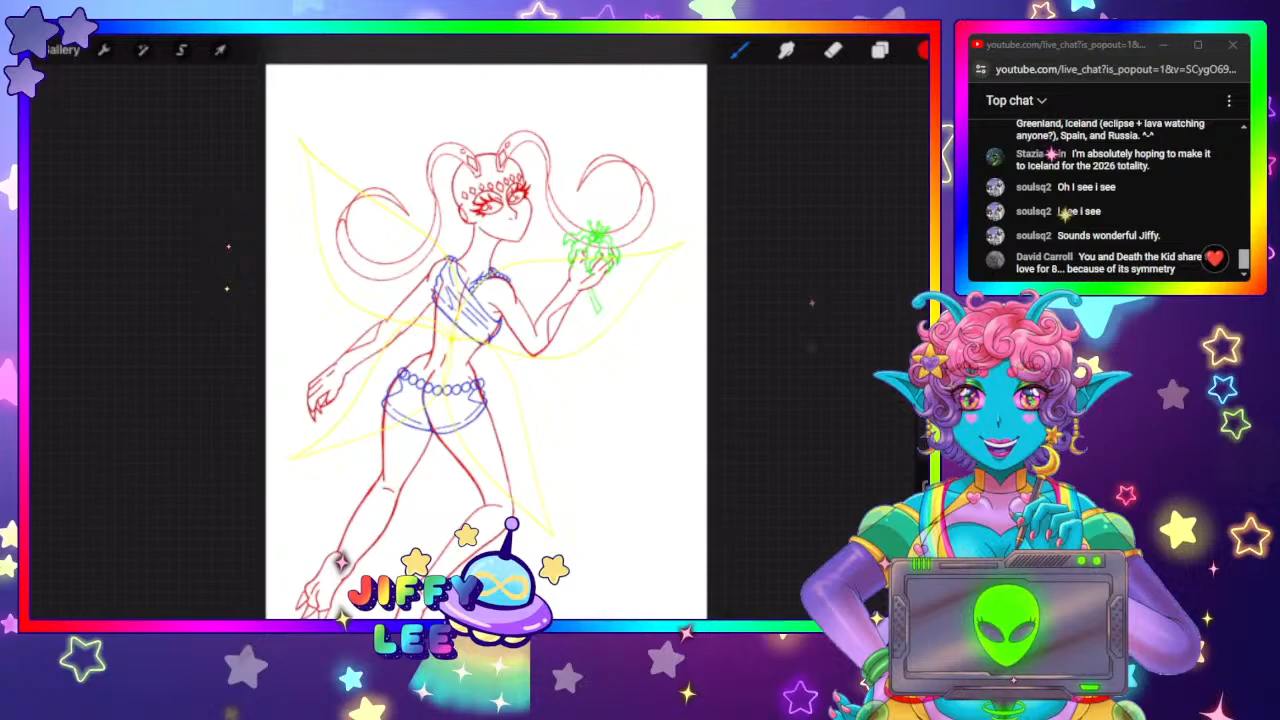 allery
youtube.com/live_chat?is_popout=1&...
youtube.com/live_chat?is_popout=1&v=SCygO69...
Top chat
Greenland, Iceland (eclipse + lava watching
anyone?), Spain, and Russia. ^-^
Stazia I'm absolutely hoping to make it
to Iceland for the 2026 totality.
soulsq2 Oh I see i see
soulsq2 I see i see
soulsq2 Sounds wonderful Jiffy.
David Carroll You and Death the Kid share
love for 8... because of its symmetry
JIFFY
LEE